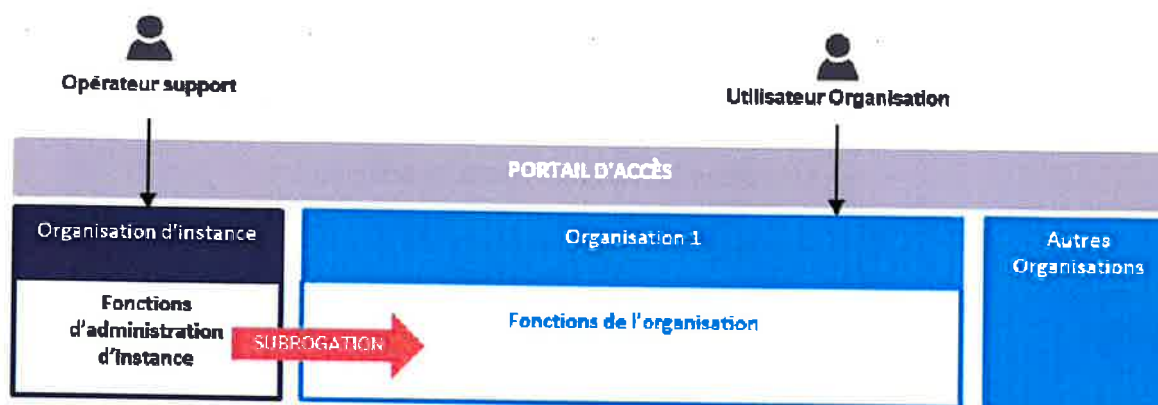 Opérateur support
Utilisateur Organisation
PORTAIL D'ACCÈS
Organisation d'instance
Organisation 1
Autres
Organisations
Fonctions
d'administration
d'instance
SUBROGATION
Fonctions de l'organisation